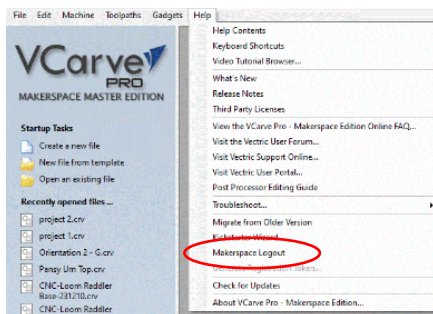 File Edit Machine Toolpaths Gadgets Help
VCarve
PRO
MAKERSPACE MASTER EDITION
Startup Tasks
Create a new file
New file from template
Open an existing file
Recently opened files ...
project 2.crv
project 1.crv
Orientation 2 - G.crv
Pansy Urn Top.crv
CNC-Loom Raddler
Base-231210.crv
CNC-Loom Raddler
Help Contents
Keyboard Shortcuts
Video Tutorial Browser...
What's New
Release Notes
Third Party Licenses
View the VCarve Pro - Makerspace Edition Online FAQ...
Visit the Vectric User Forum...
Visit Vectric Support Online...
Visit Vectric User Portal...
Post Processor Editing Guide
Troubleshoot...
Migrate from Older Version
Kickstarter Wizard
Makerspace Logout
Generate Registration Token...
Check for Updates
About VCarve Pro - Makerspace Edition...